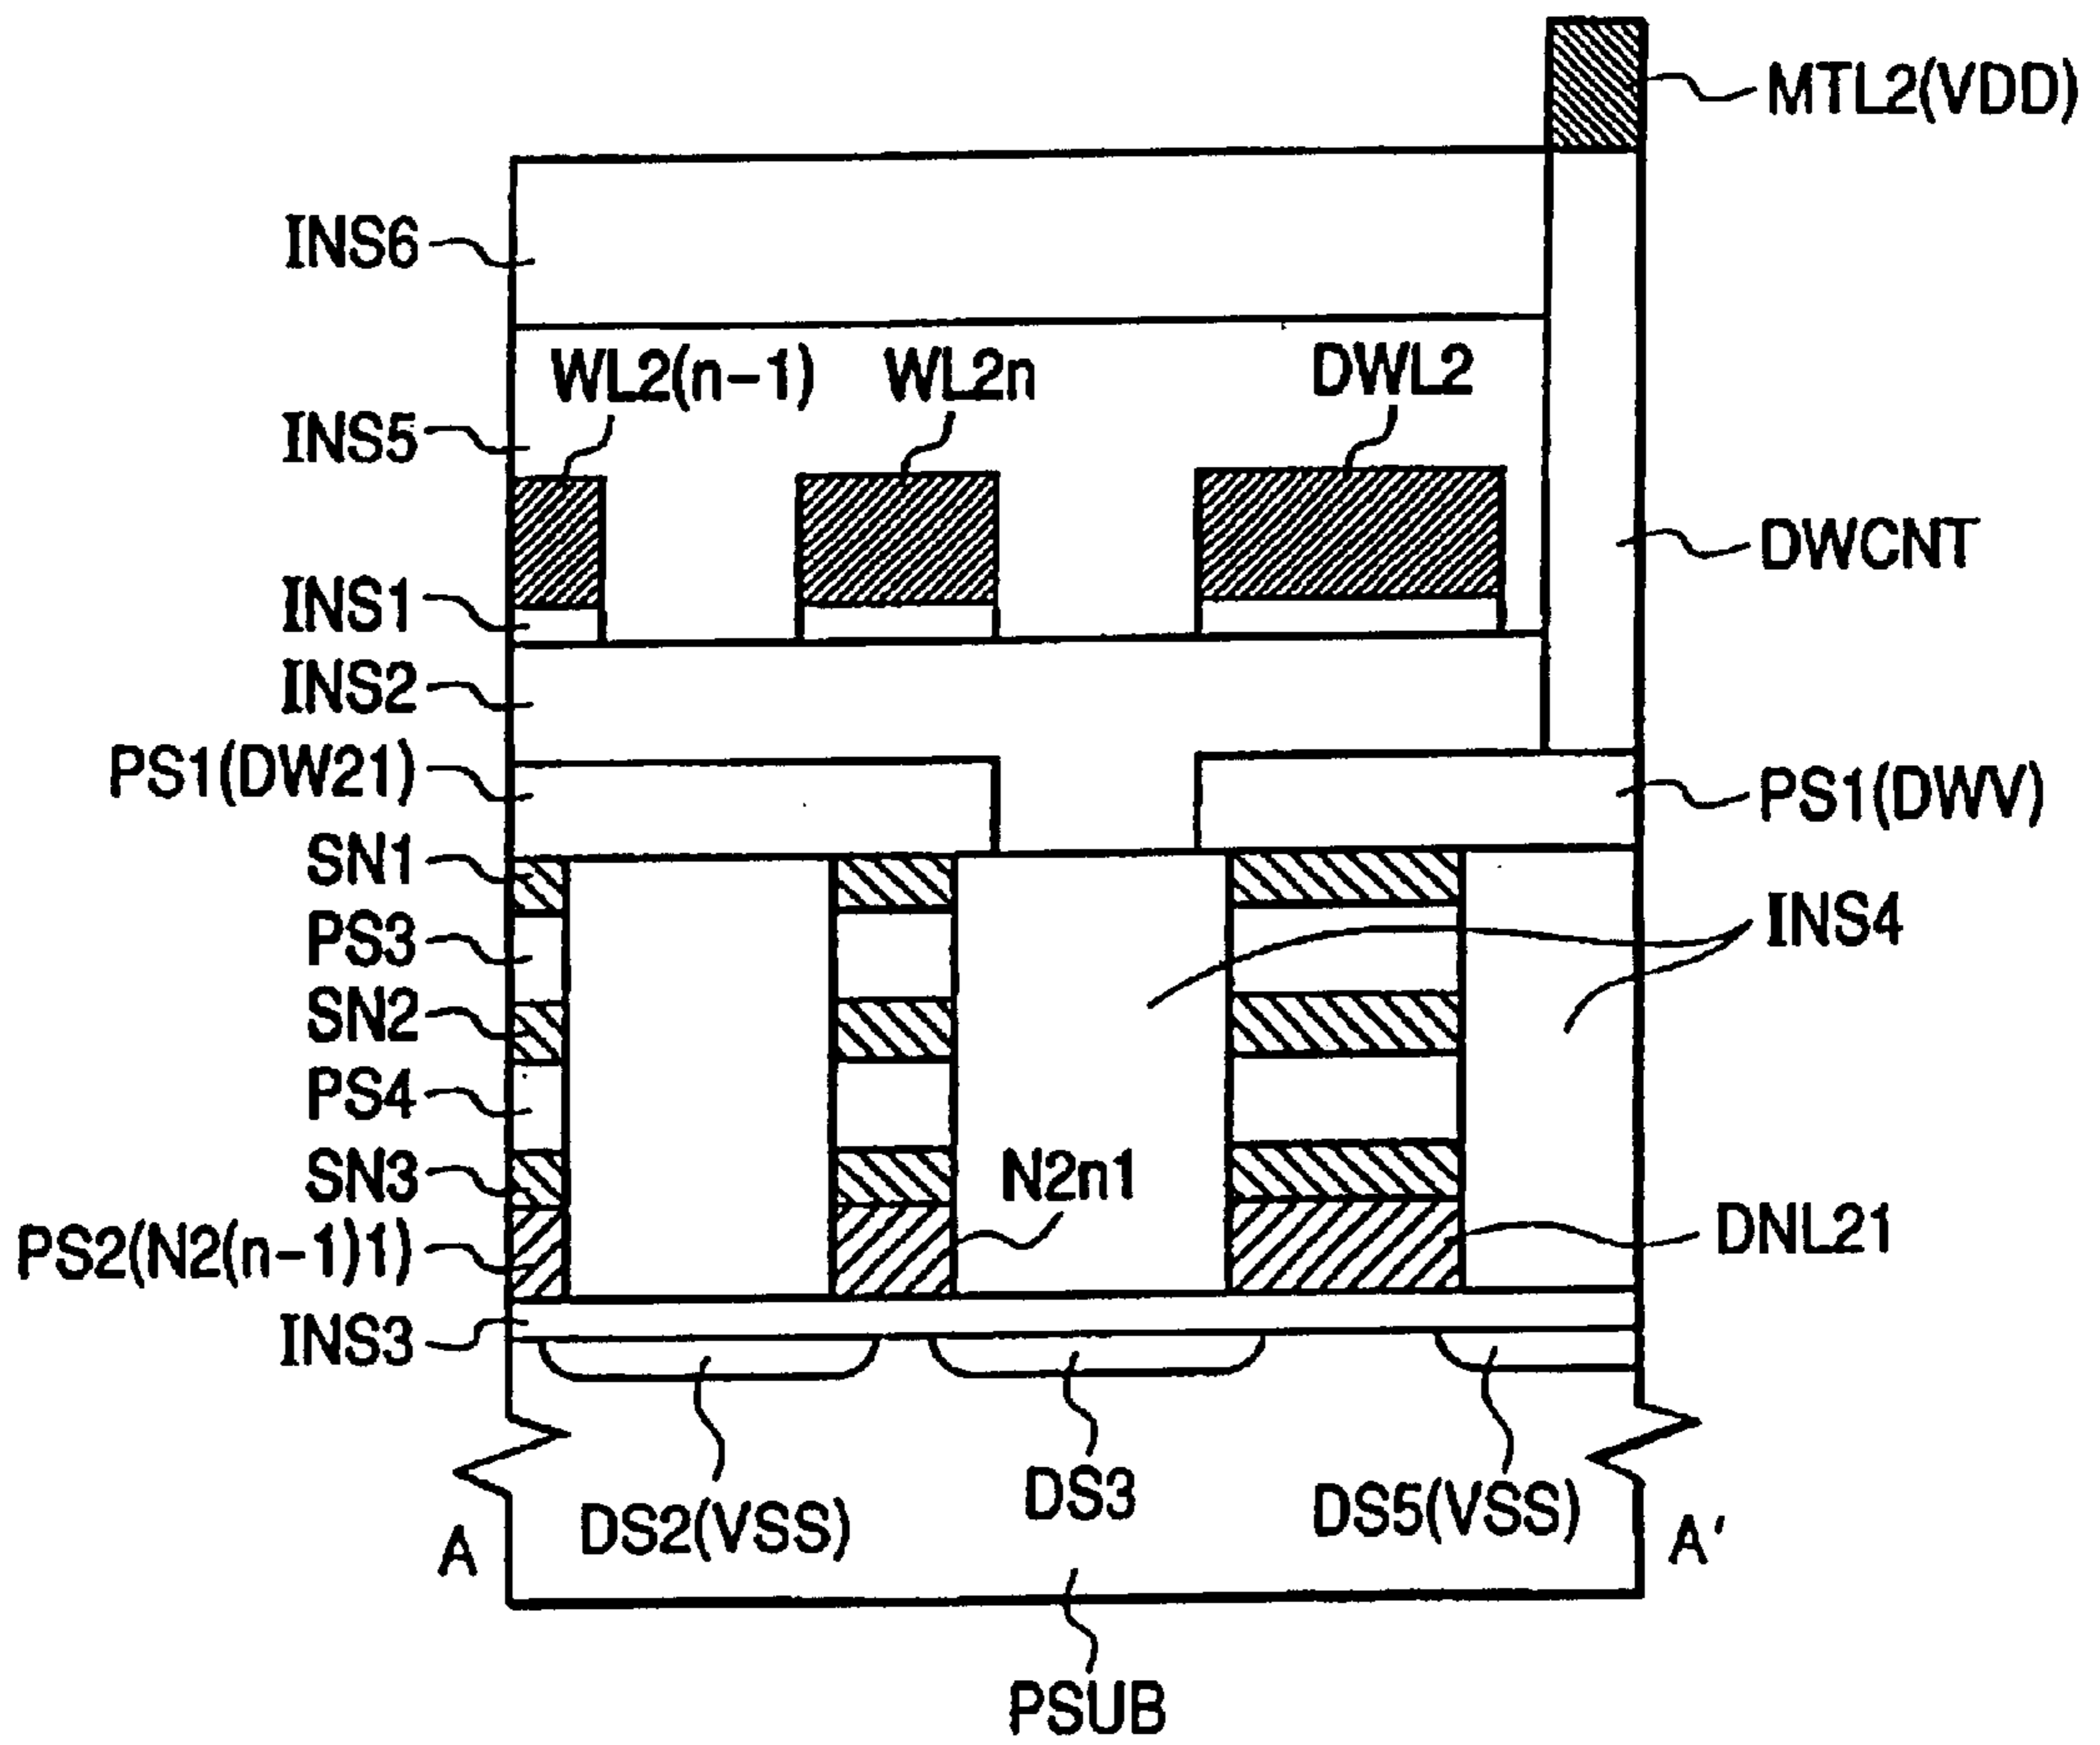 MTL2(VDD)
INS6
WL2(n-1)
WL2n
DWL2
INS5
DWCNT
INS1
INS2
PS1(DW21)
PS1(DWV)
SN1
INS4
PS3
SN2
PS4
SN3
N2n1
PS2(N2(n-1)1)
DNL21
INS3
DS2(VSS)
DS3
DS5(VSS)
A
A'
PSUB